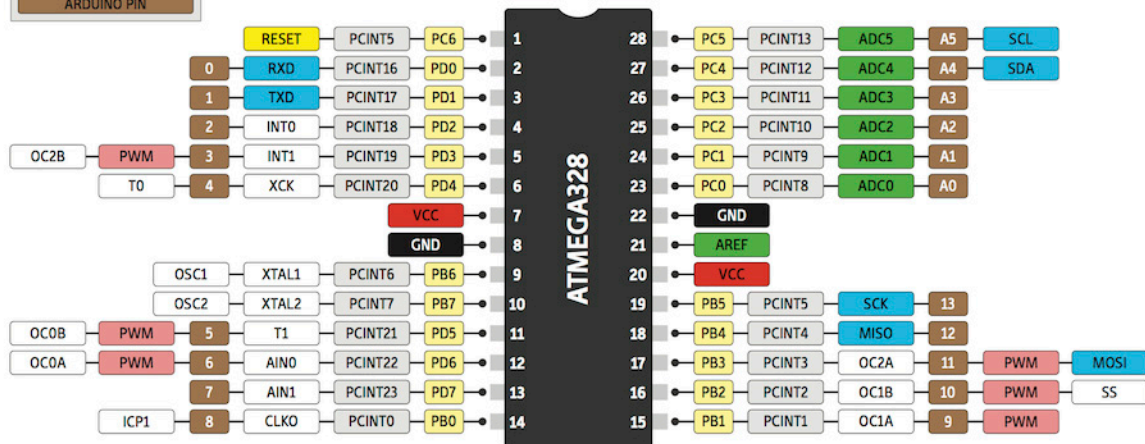 ARDUINO PIN
RESET PCINT5 PC6 1 28 PC5 PCINT13 ADC5 A5 SCL
0 RXD PCINT16 PD0 2 27 PC4 PCINT12 ADC4 A4 SDA
1 TXD PCINT17 PD1 3 26 PC3 PCINT11 ADC3 A3
2 INT0 PCINT18 PD2 4 25 PC2 PCINT10 ADC2 A2
OC2B PWM 3 INT1 PCINT19 PD3 5 24 PC1 PCINT9 ADC1 A1
T0 4 XCK PCINT20 PD4 6 23 PC0 PCINT8 ADC0 A0
VCC 7 22 GND
GND 8 21 AREF
OSC1 XTAL1 PCINT6 PB6 9 20 VCC
OSC2 XTAL2 PCINT7 PB7 10 19 PB5 PCINT5 SCK 13
OC0B PWM 5 T1 PCINT21 PD5 11 18 PB4 PCINT4 MISO 12
OC0A PWM 6 AIN0 PCINT22 PD6 12 17 PB3 PCINT3 OC2A 11 PWM MOSI
7 AIN1 PCINT23 PD7 13 16 PB2 PCINT2 OC1B 10 PWM SS
ICP1 8 CLKO PCINT0 PB0 14 15 PB1 PCINT1 OC1A 9 PWM
ATMEGA328